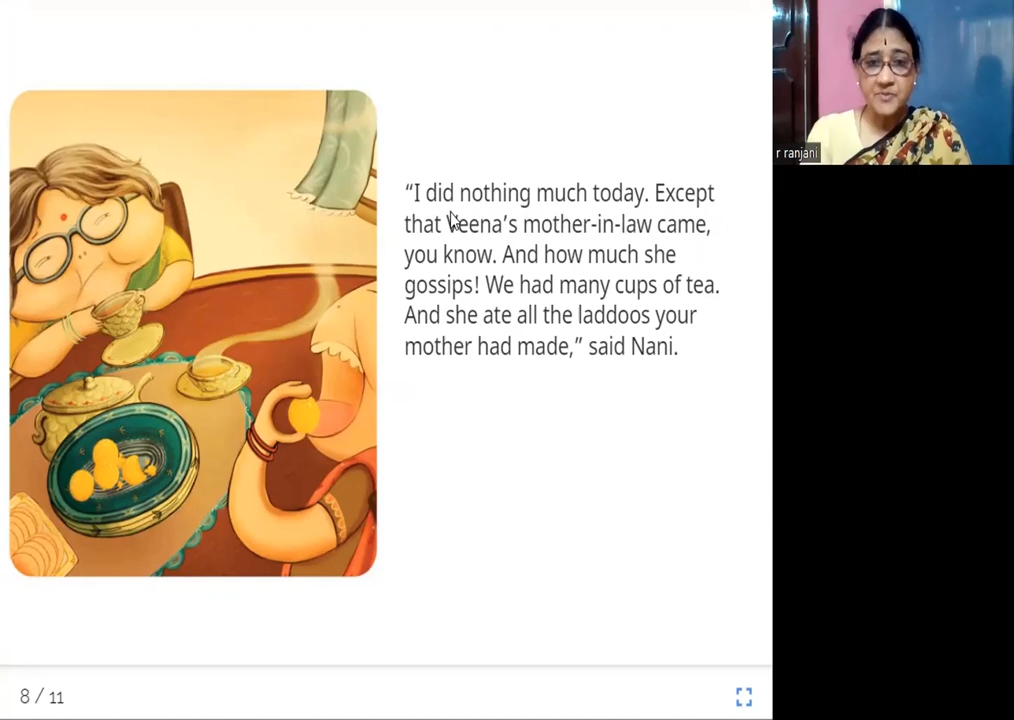 “I did nothing much today. Except
that Veena’s mother-in-law came,
you know. And how much she
gossips! We had many cups of tea.
And she ate all the laddoos your
mother had made,” said Nani.
r ranjani
8 / 11